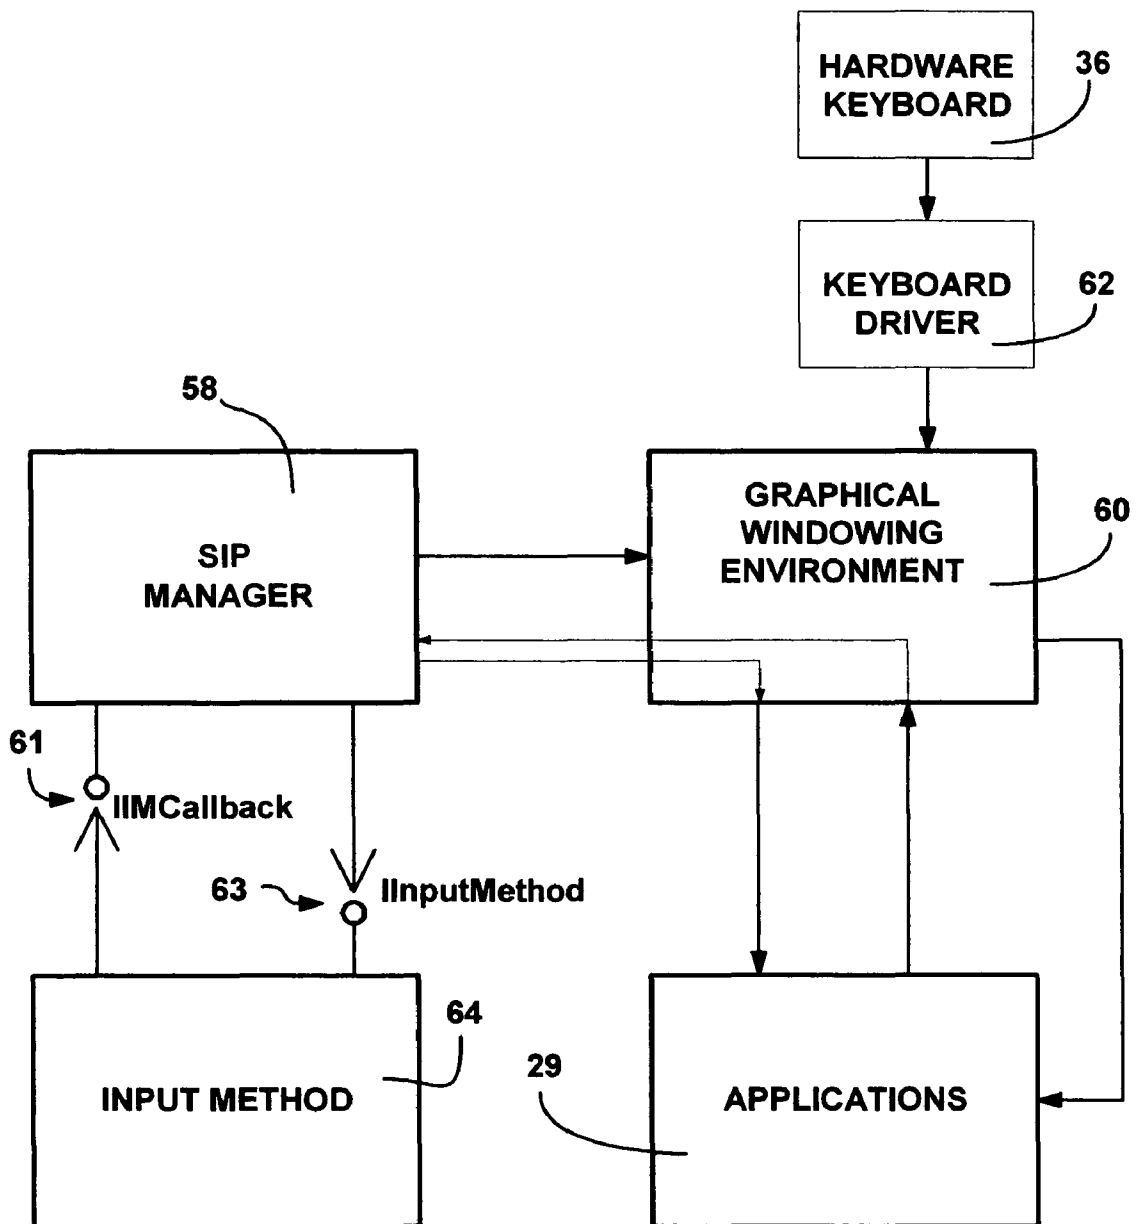 HARDWARE
KEYBOARD
36
KEYBOARD
DRIVER
62
58
SIP
MANAGER
GRAPHICAL
WINDOWING
ENVIRONMENT
60
61
IIMCallback
63
IInputMethod
INPUT METHOD
64
29
APPLICATIONS